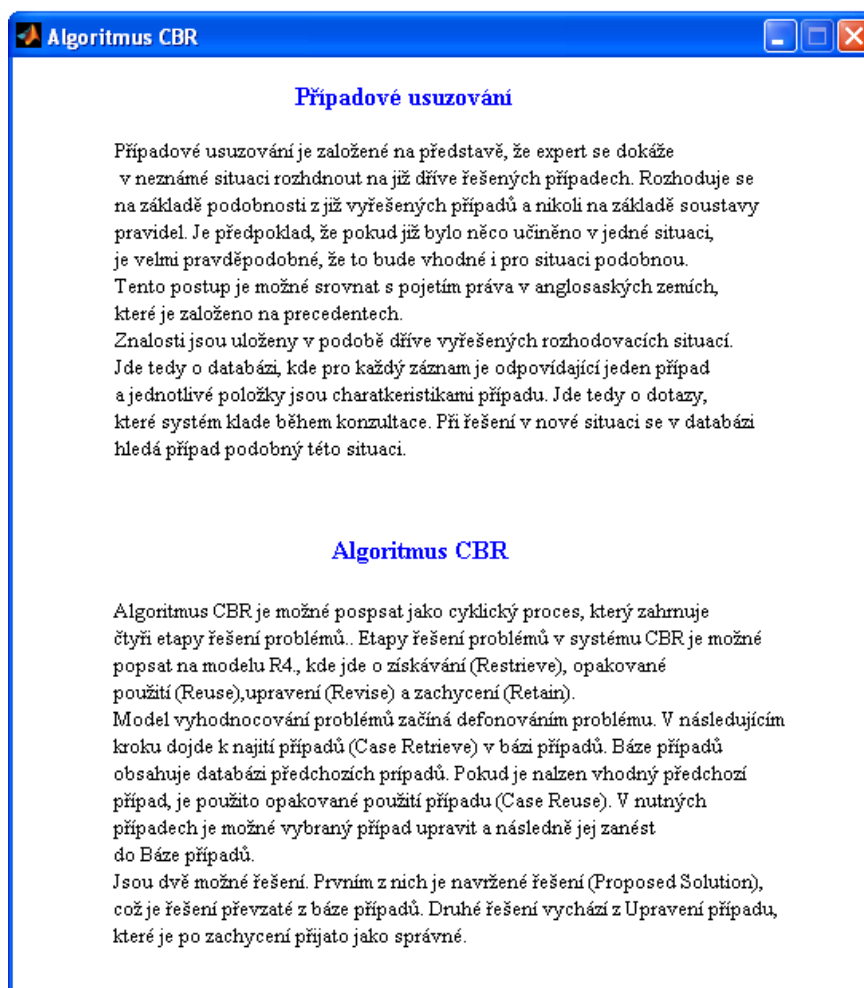 Algoritmus CBR
Případové usuzování
Případové usuzování je založené na představě, že expert se dokáže
v neznámé situaci rozhdnout na již dříve řešených případech. Rozhoduje se
na základě podobnosti z již vyřešených případů a nikoli na základě soustavy
pravidel. Je předpoklad, že pokud již bylo něco učiněno v jedné situaci,
je velmi pravděpodobné, že to bude vhodné i pro situaci podobnou.
Tento postup je možné srovnat s pojetím práva v anglosaských zemích,
které je založeno na precedentech.
Znalosti jsou uloženy v podobě dříve vyřešených rozhodovacích situací.
Jde tedy o databázi, kde pro každý záznam je odpovídající jeden případ
a jednotlivé položky jsou charatkeristikami případu. Jde tedy o dotazy,
které systém klade během konzultace. Při řešení v nové situaci se v databázi
hledá případ podobný této situaci.
Algoritmus CBR
Algoritmus CBR je možné pospsat jako cyklický proces, který zahrnuje
čtyři etapy řešení problémů.. Etapy řešení problémů v systému CBR je možné
popsat na modelu R4., kde jde o získávání (Restrieve), opakované
použití (Reuse),upravení (Revise) a zachycení (Retain).
Model vyhodnocování problémů začíná defonováním problému. V následujícím
kroku dojde k najití případů (Case Retrieve) v bázi případů. Báze případů
obsahuje databázi předchozích prípadů. Pokud je nalzen vhodný předchozí
případ, je použito opakované použití případu (Case Reuse). V nutných
případech je možné vybraný případ upravit a následně jej zanést
do Báze případů.
Jsou dvě možné řešení. Prvním z nich je navržené řešení (Proposed Solution),
což je řešení převzaté z báze případů. Druhé řešení vychází z Upravení případu,
které je po zachycení přijato jako správné.